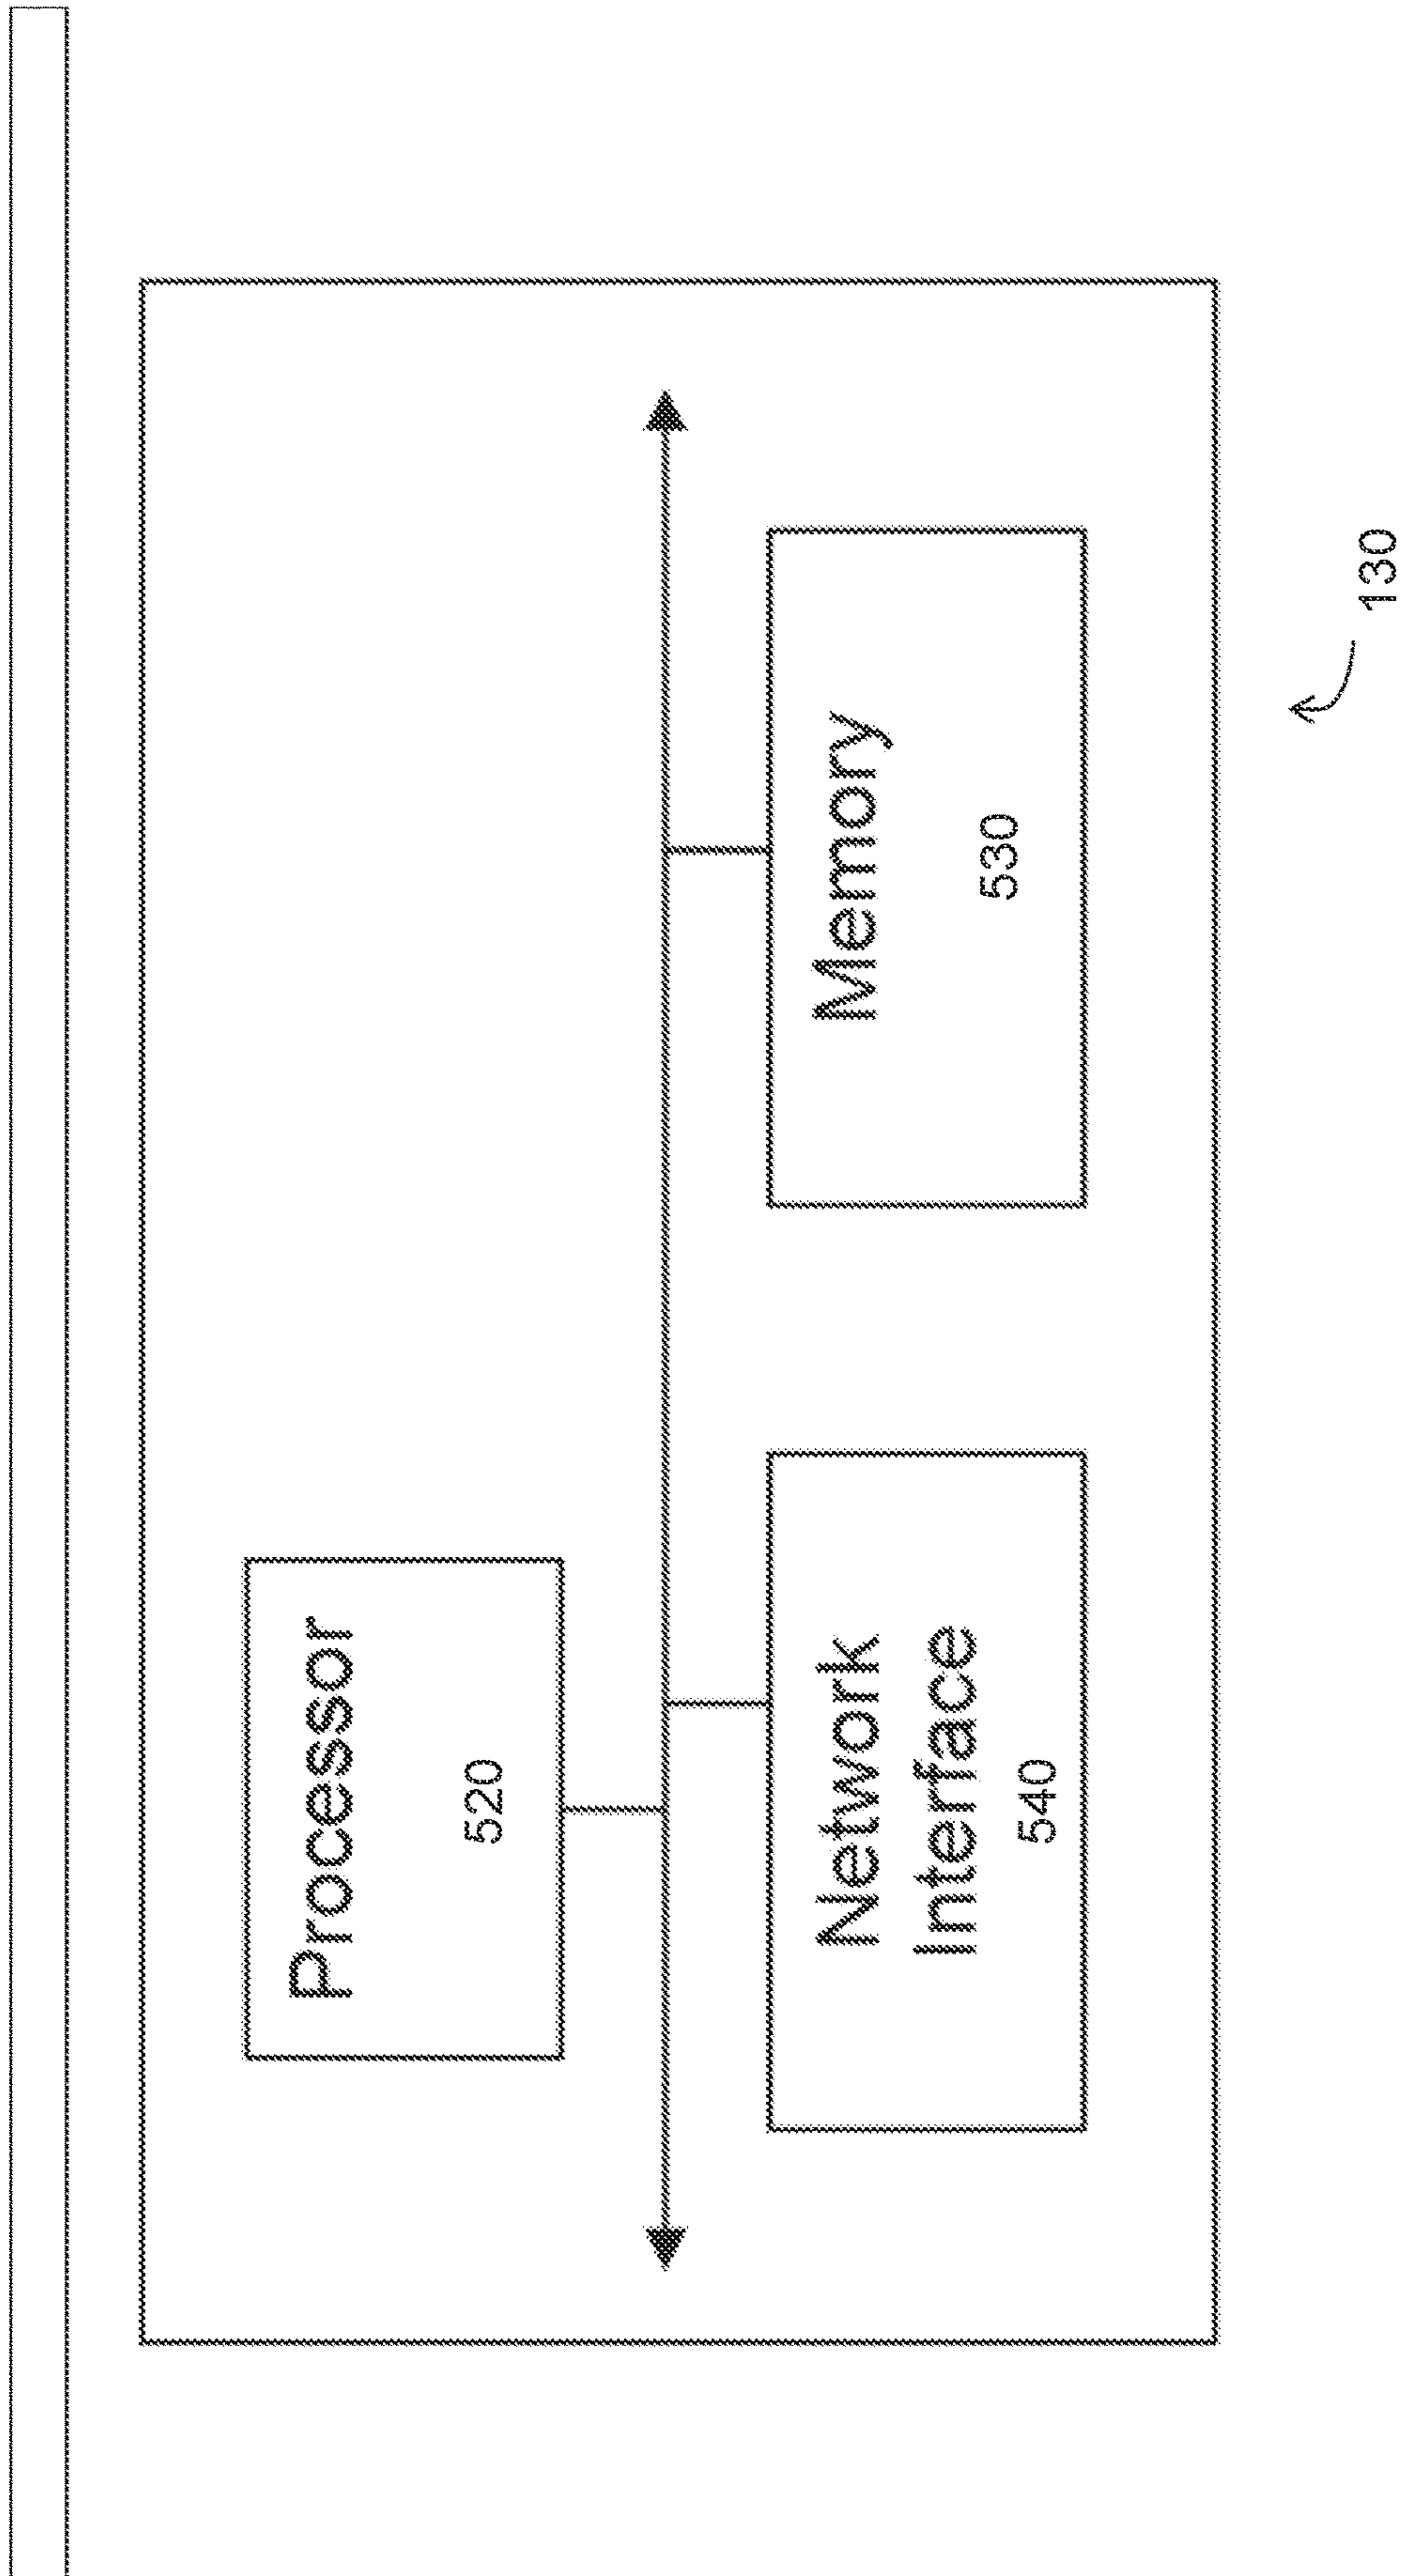 Processor
520
Network
Interface
540
Memory
530
130